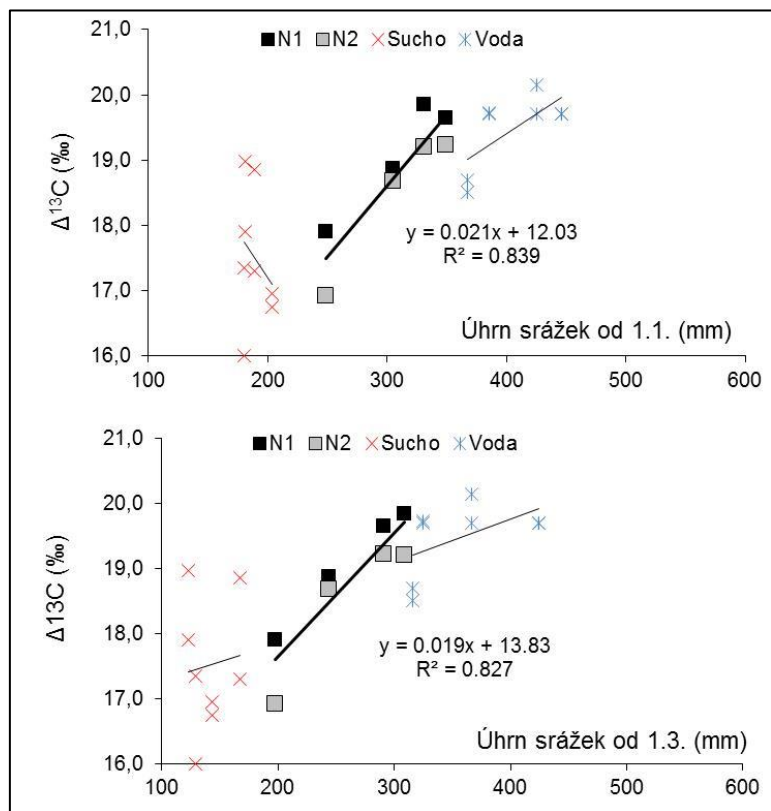 21,0
N1 N2 Sucho Voda
20,0
19,0
18,0
17,0
16,0
Δ¹³C (‰)
y = 0.021x + 12.03
R² = 0.839
Úhrn srážek od 1.1. (mm)
100 200 300 400 500 600
21,0
N1 N2 Sucho Voda
20,0
19,0
18,0
17,0
16,0
Δ13C (‰)
y = 0.019x + 13.83
R² = 0.827
Úhrn srážek od 1.3. (mm)
100 200 300 400 500 600